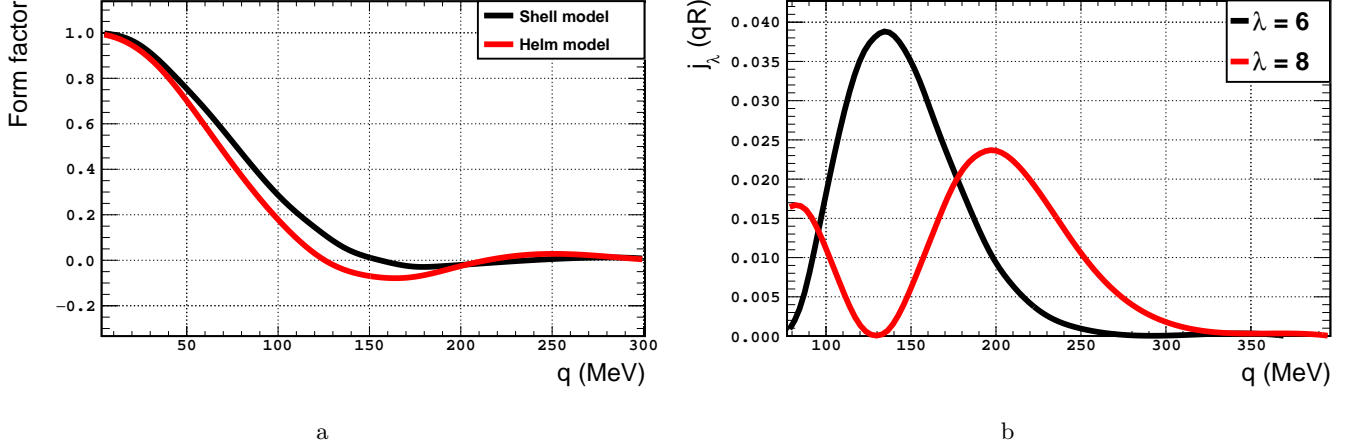 Form factor
1.0
0.8
0.6
0.4
0.2
0.0
−0.2
50 100 150 200 250 300
q (MeV)
Shell model
Helm model
a
j_λ (qR)
0.040
0.035
0.030
0.025
0.020
0.015
0.010
0.005
0.000
100 150 200 250 300 350
q (MeV)
λ = 6
λ = 8
b